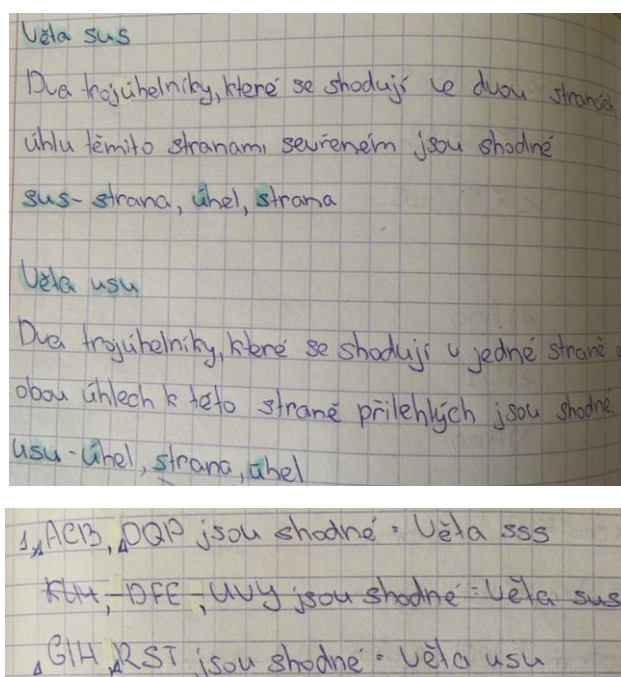 Věta sus
Dva trojúhelníky, které se shodují ve dvou stranách
úhlu těmito stranami sevřeném jsou shodné
sus - strana, úhel, strana
Věta usu
Dva trojúhelníky, které se shodují v jedné straně a
obou úhlech k této straně přilehlých jsou shodné
usu - úhel, strana, úhel
1, △ACB, △OQP jsou shodné = Věta sss
KLM, DFE, UVY jsou shodné = Věta sus
△GIH △RST jsou shodné = Věta usu